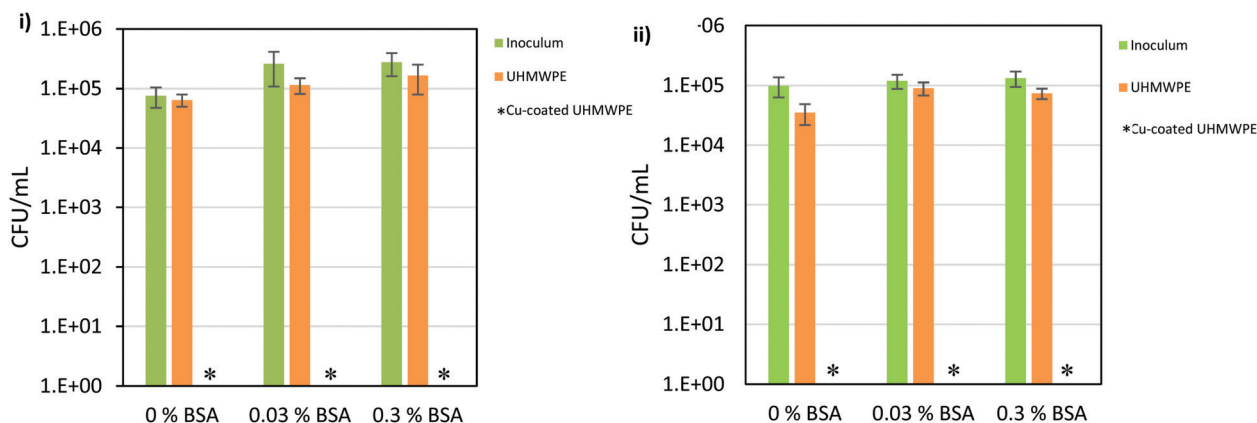 i)
1.E+06
1.E+05
1.E+04
1.E+03
1.E+02
1.E+01
1.E+00
CFU/mL
0 % BSA
0.03 % BSA
0.3 % BSA
* * *
Inoculum
UHMWPE
*Cu-coated UHMWPE
ii)
-06
1.E+05
1.E+04
1.E+03
1.E+02
1.E+01
1.E+00
CFU/mL
0 % BSA
0.03 % BSA
0.3 % BSA
* * *
Inoculum
UHMWPE
*Cu-coated UHMWPE